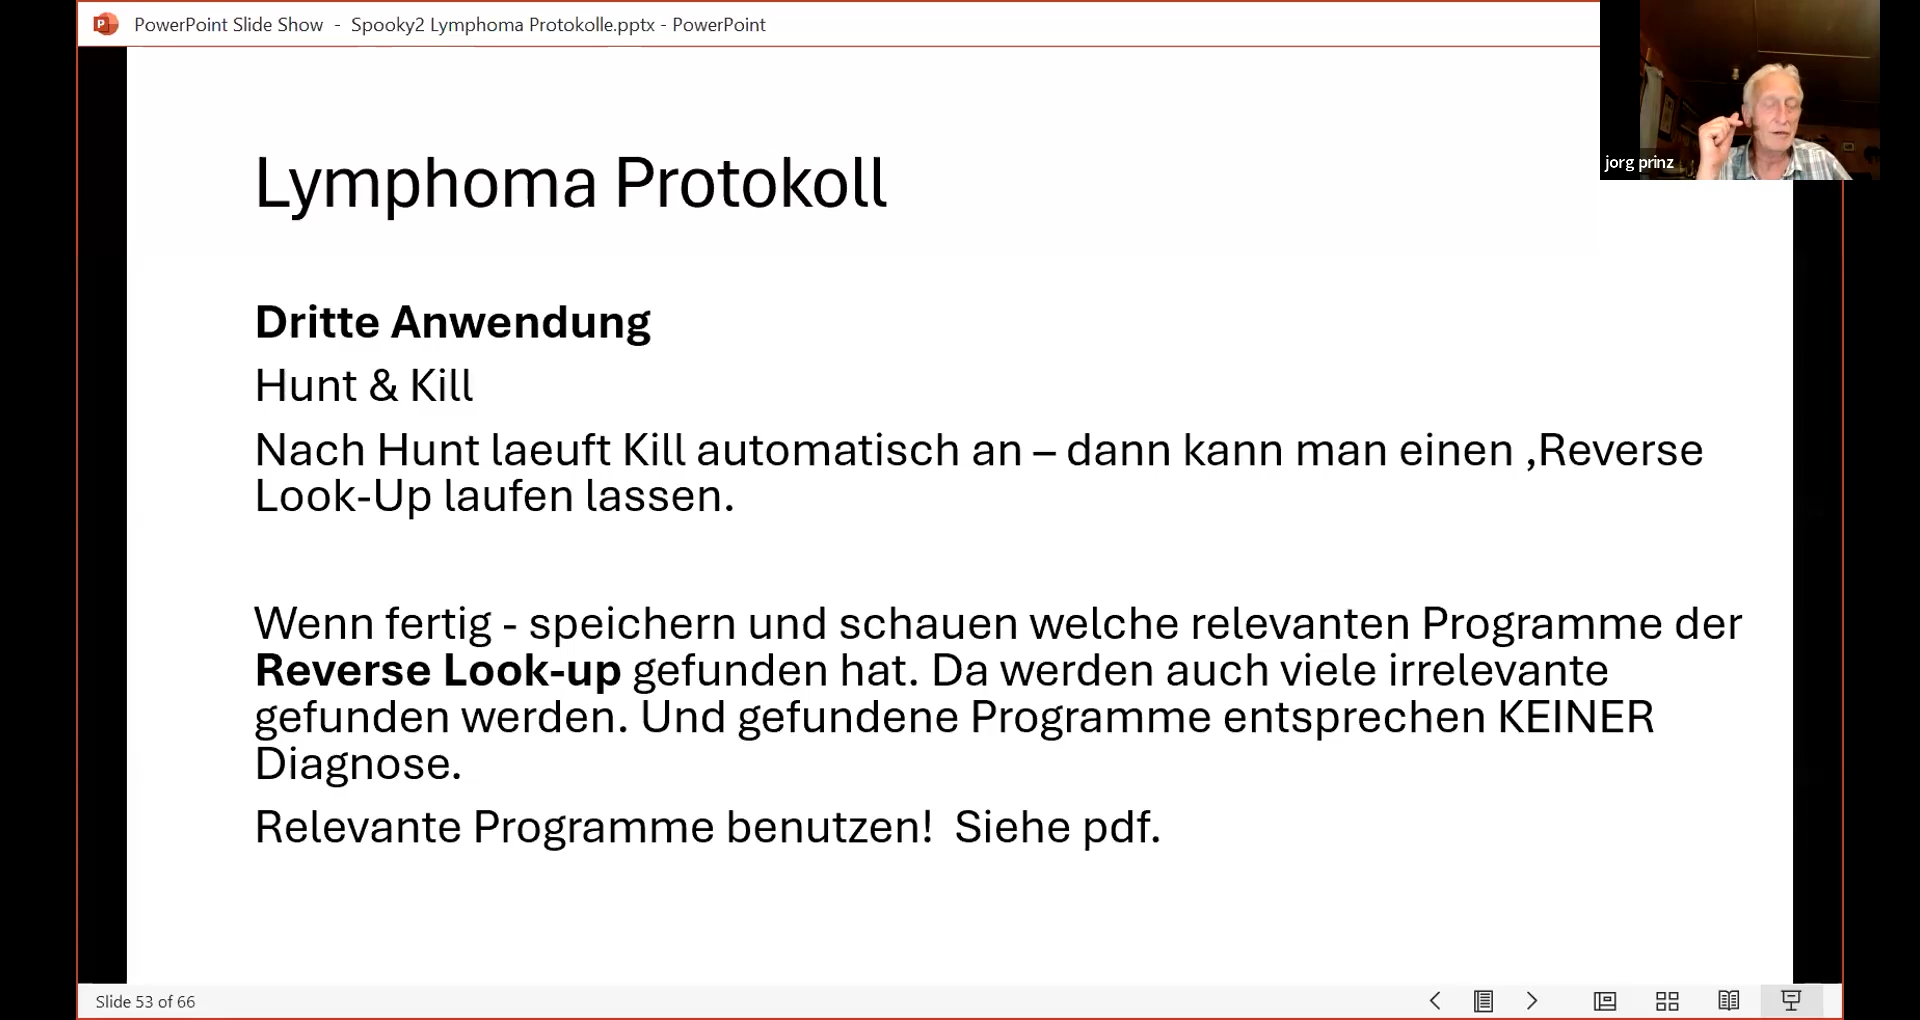 PowerPoint Slide Show - Spooky2 Lymphoma Protokolle.pptx - PowerPoint
jorg prinz
Lymphoma Protokoll
Dritte Anwendung
Hunt & Kill
Nach Hunt laeuft Kill automatisch an – dann kann man einen ‚Reverse
Look-Up laufen lassen.
Wenn fertig - speichern und schauen welche relevanten Programme der
Reverse Look-up gefunden hat. Da werden auch viele irrelevante
gefunden werden. Und gefundene Programme entsprechen KEINER
Diagnose.
Relevante Programme benutzen!  Siehe pdf.
Slide 53 of 66